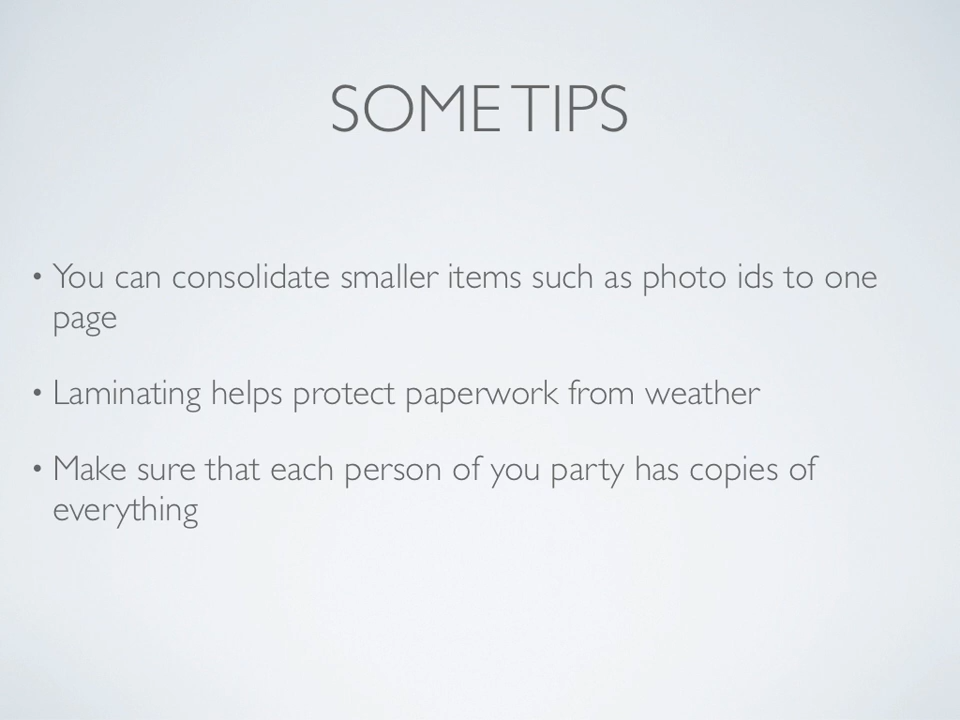 SOME TIPS
• You can consolidate smaller items such as photo ids to one
page
• Laminating helps protect paperwork from weather
• Make sure that each person of you party has copies of
everything